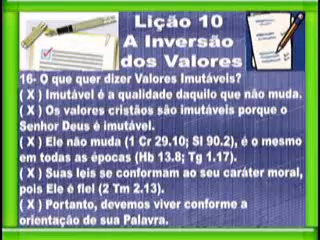 Lição 10
A Inversão
dos Valores
16- O que quer dizer Valores Imutáveis?
( X ) Imutável é a qualidade daquilo que não muda.
( X ) Os valores cristãos são imutáveis porque o
Senhor Deus é imutável.
( X ) Ele não muda (1 Cr 29.10; Sl 90.2), é o mesmo
em todas as épocas (Hb 13.8; Tg 1.17).
( X ) Suas leis se conformam ao seu caráter moral,
pois Ele é fiel (2 Tm 2.13).
( X ) Portanto, devemos viver conforme a
orientação de sua Palavra.